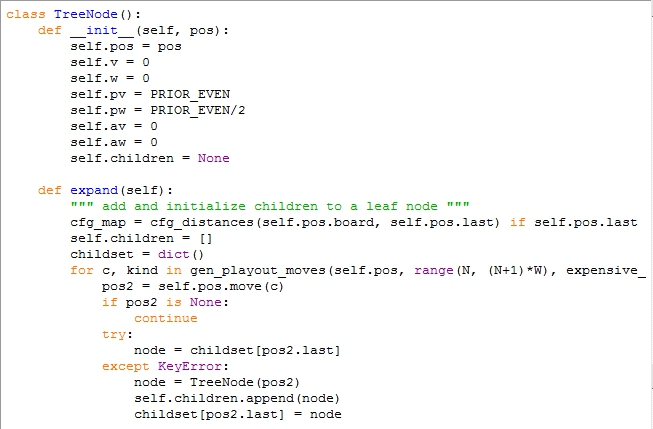 class TreeNode():
    def __init__(self, pos):
        self.pos = pos
        self.v = 0
        self.w = 0
        self.pv = PRIOR_EVEN
        self.pw = PRIOR_EVEN/2
        self.av = 0
        self.aw = 0
        self.children = None

    def expand(self):
        """ add and initialize children to a leaf node """
        cfg_map = cfg_distances(self.pos.board, self.pos.last) if self.pos.last
        self.children = []
        childset = dict()
        for c, kind in gen_playout_moves(self.pos, range(N, (N+1)*W), expensive_
            pos2 = self.pos.move(c)
            if pos2 is None:
                continue
            try:
                node = childset[pos2.last]
            except KeyError:
                node = TreeNode(pos2)
                self.children.append(node)
                childset[pos2.last] = node